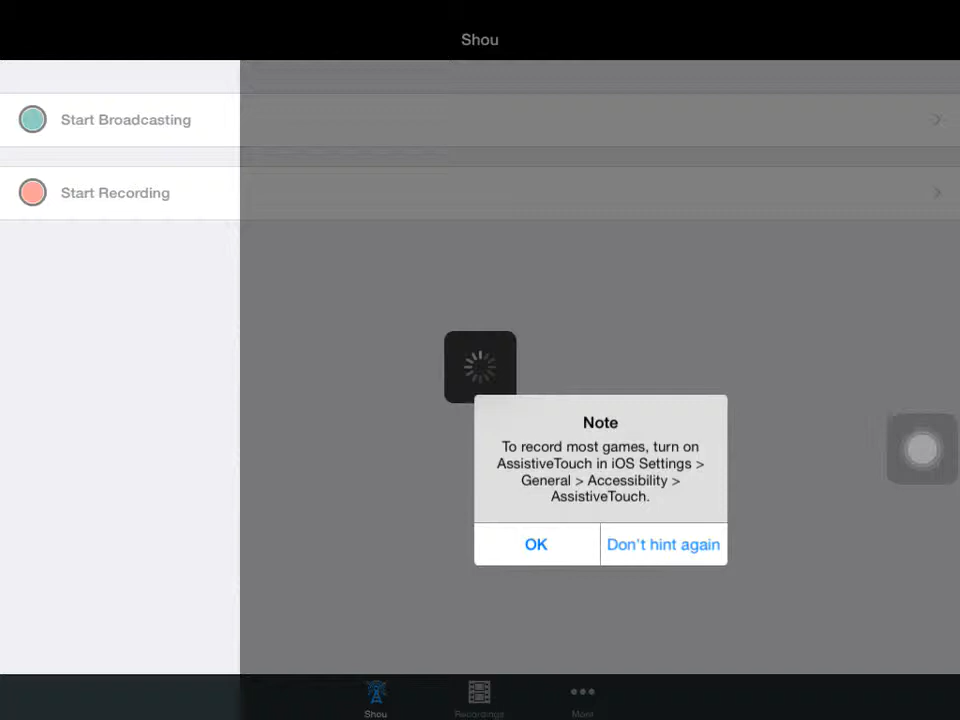 Shou
Start Broadcasting
Start Recording
Note
To record most games, turn on
AssistiveTouch in iOS Settings >
General > Accessibility >
AssistiveTouch.
OK
Don't hint again
Shou
Recordings
More